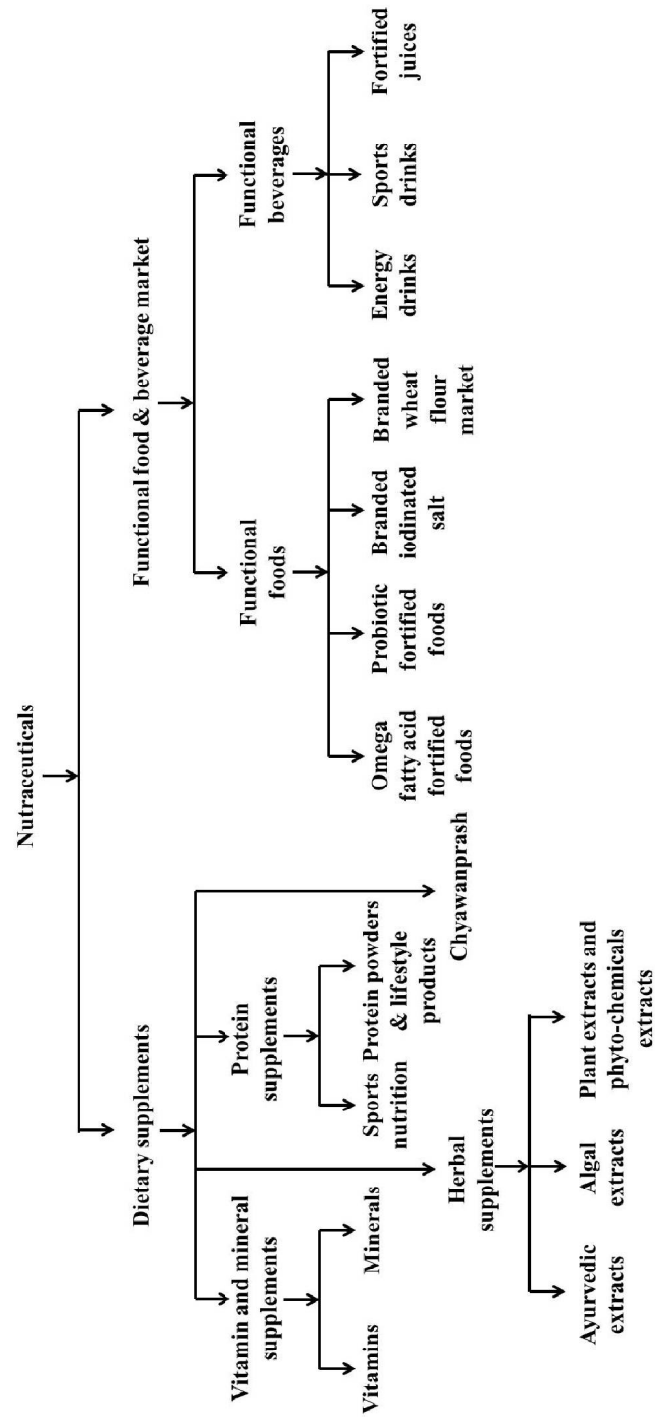 Nutraceuticals
Dietary supplements
Functional food & beverage market
Vitamin and mineral
supplements
Protein
supplements
Functional
foods
Functional
beverages
Vitamins
Minerals
Sports
nutrition
Protein powders
& lifestyle
products
Omega
fatty acid
fortified
foods
Probiotic
fortified
foods
Branded
iodinated
salt
Branded
wheat
flour
market
Energy
drinks
Sports
drinks
Fortified
juices
Herbal
supplements
Chyawanprash
Ayurvedic
extracts
Algal
extracts
Plant extracts and
phyto-chemicals
extracts